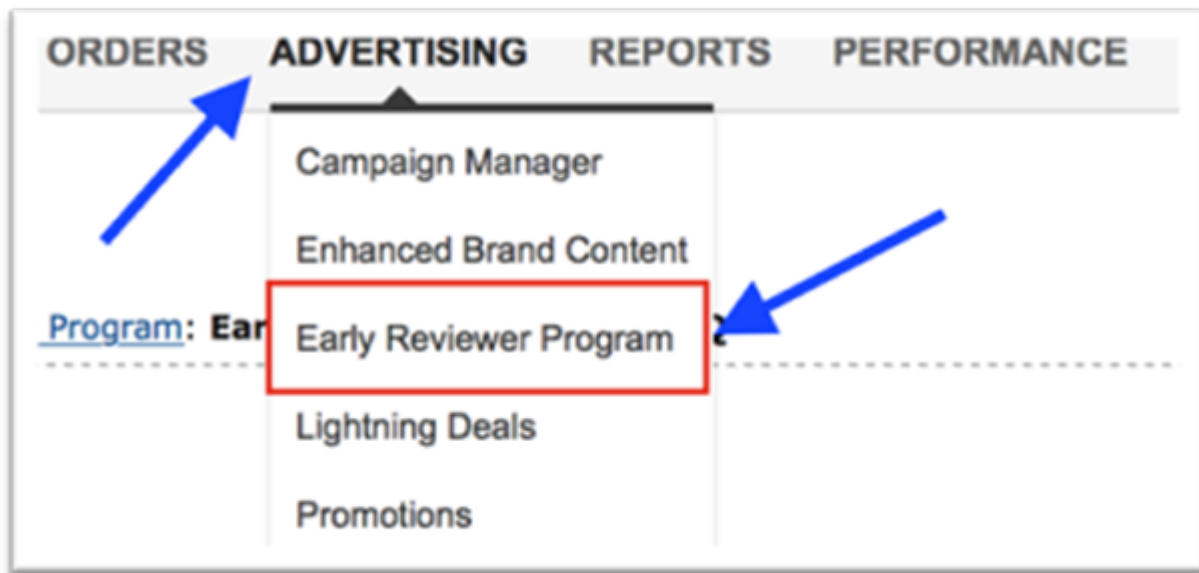 ORDERS ADVERTISING REPORTS PERFORMANCE
Campaign Manager
Enhanced Brand Content
Program: Ear
Early Reviewer Program
Lightning Deals
Promotions